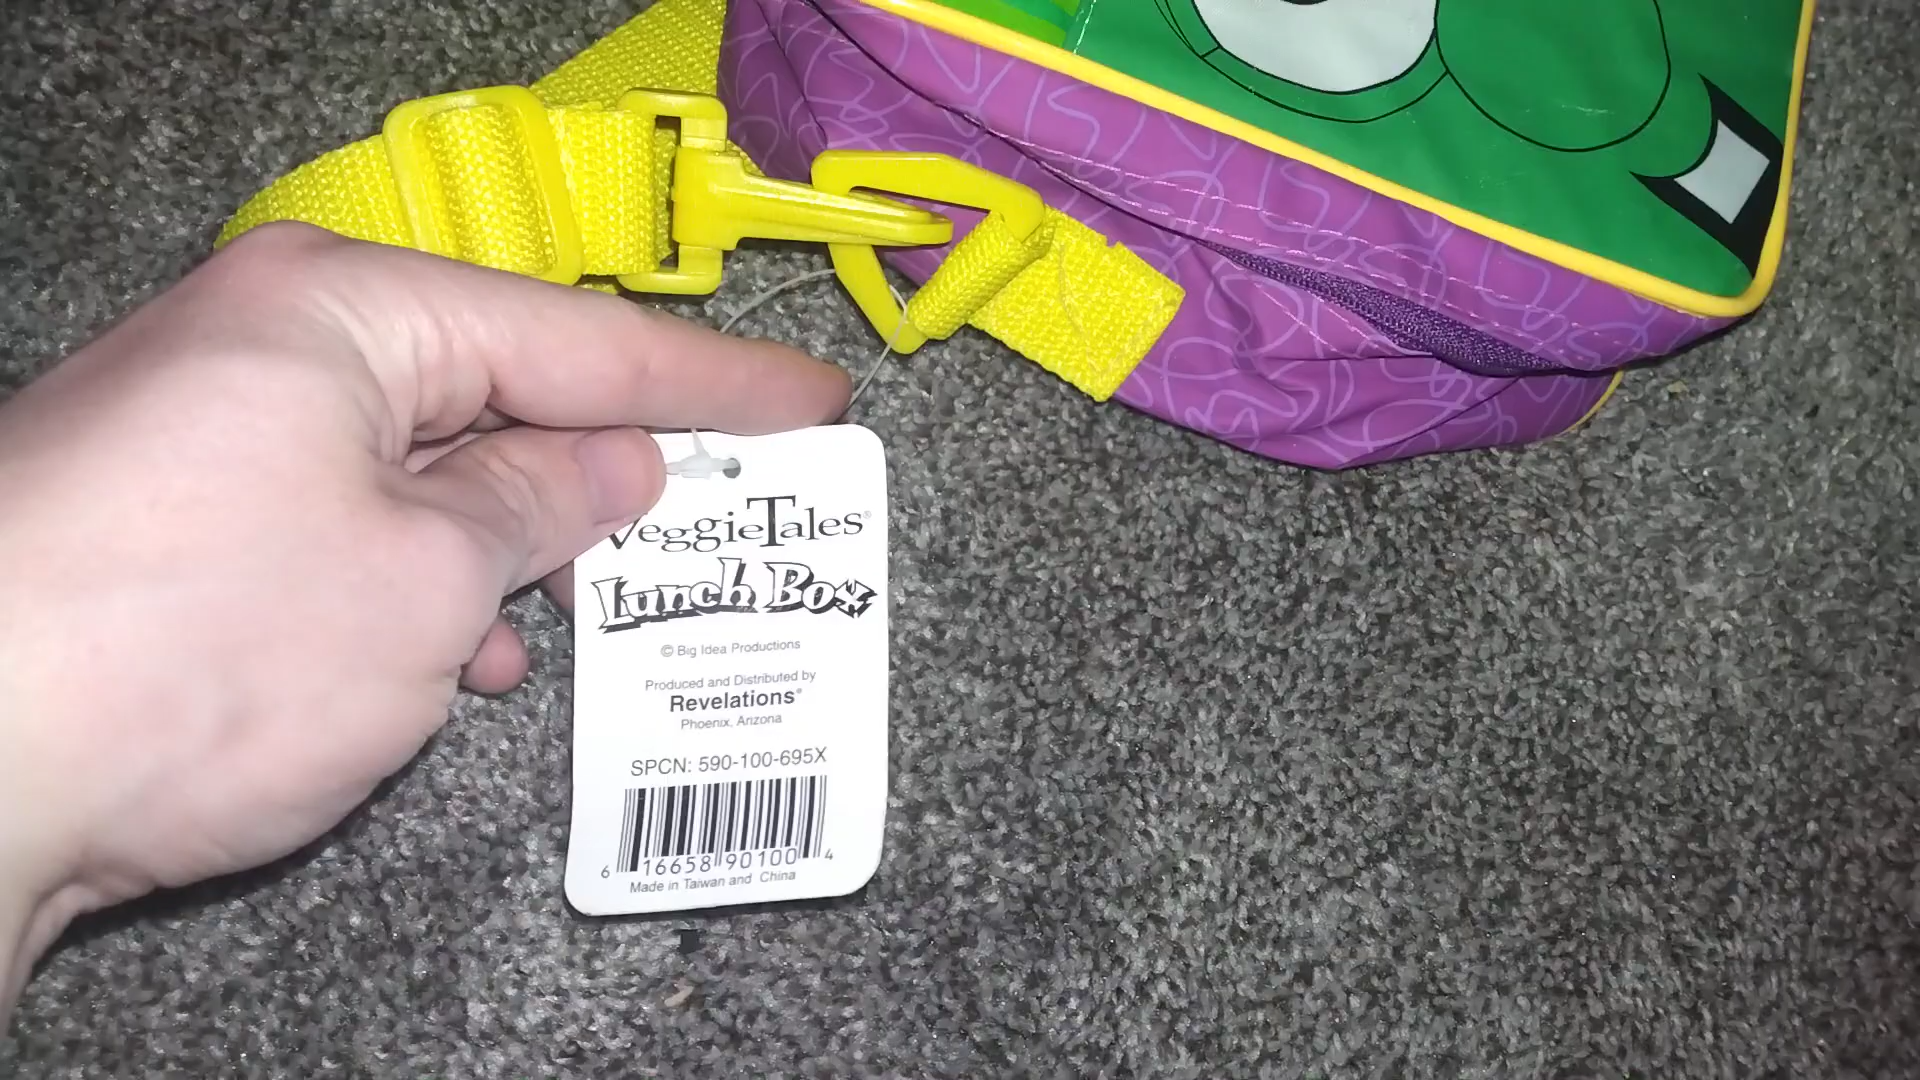 VeggieTales®
Lunch Box
© Big Idea Productions
Produced and Distributed by
Revelations®
Phoenix, Arizona
SPCN: 590-100-695X
6 16658 90100 4
Made in Taiwan and China